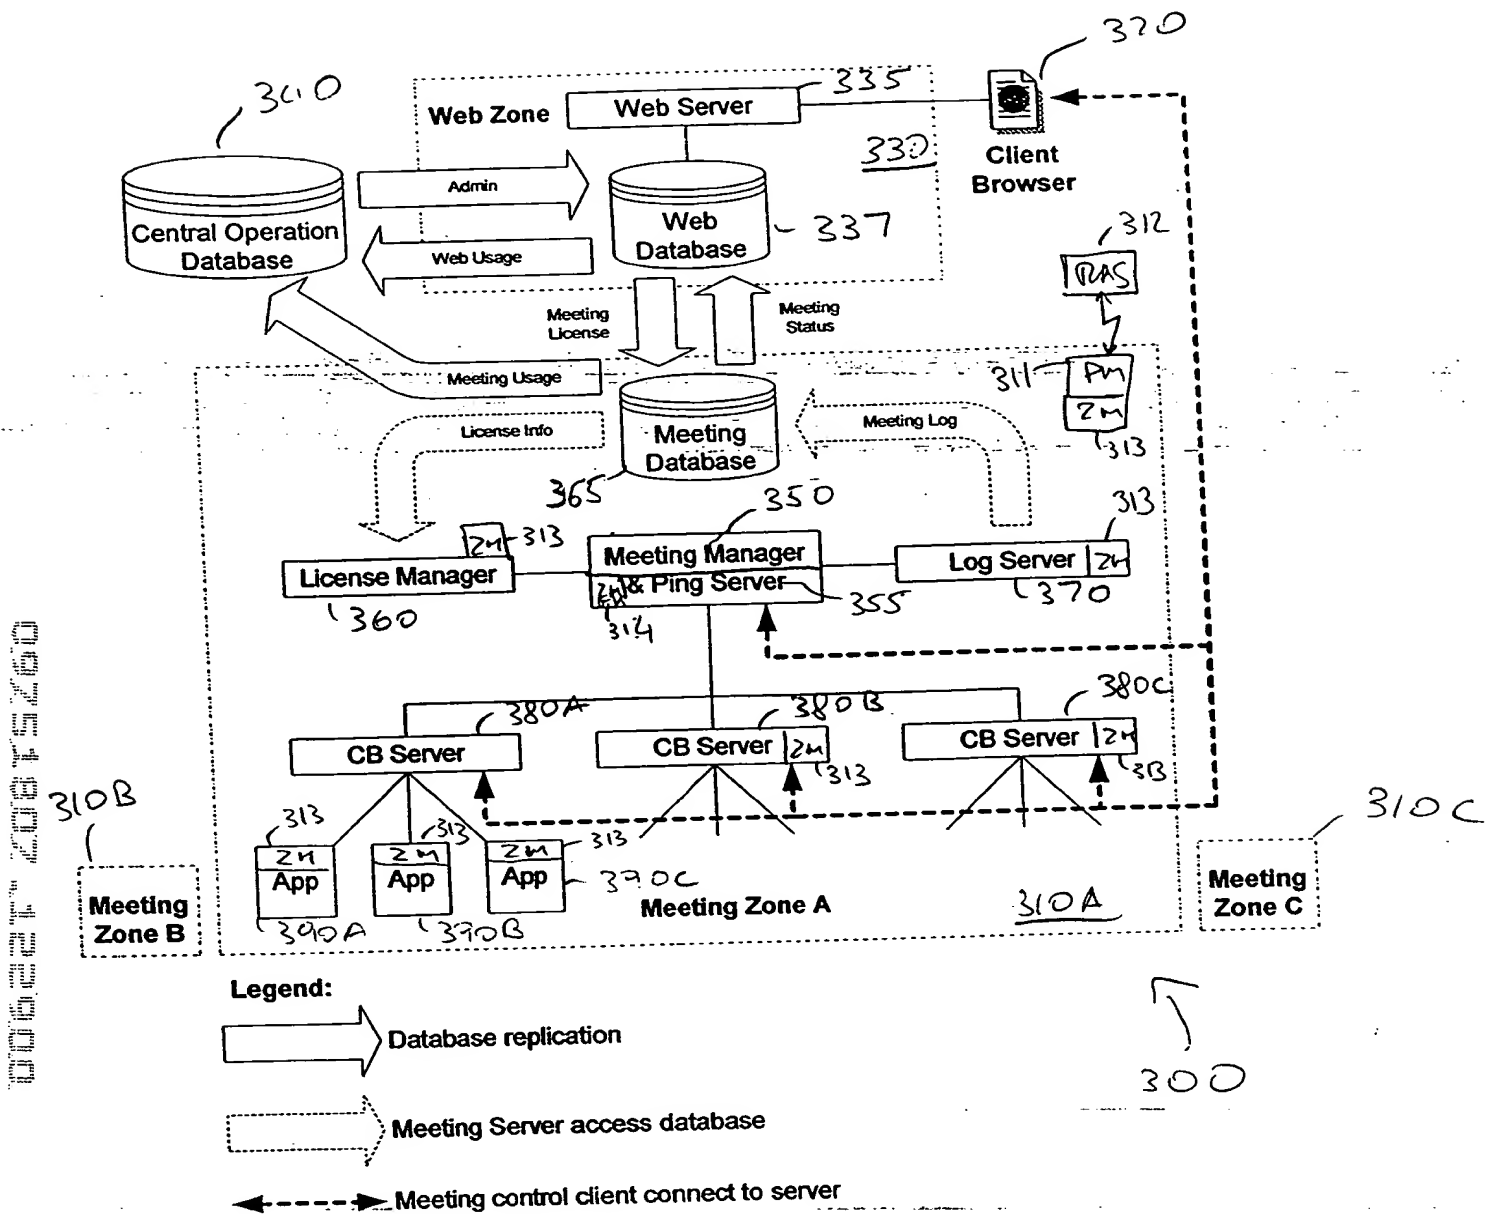 320
340
335
Web Zone
Web Server
330
Client
Browser
Admin
Central Operation
Database
Web
Database
337
Web Usage
312
RAS
Meeting
License
Meeting
Status
311
PM
ZM
313
Meeting Usage
License Info
Meeting
Database
Meeting Log
365
350
313
ZM
313
License Manager
Meeting Manager
& Ping Server
Log Server
ZM
360
314
355
370
380A
380B
380C
CB Server
CB Server
ZM
CB Server
ZM
313
313
310B
310C
313
313
313
ZM
ZM
ZM
App
App
App
390C
390A
390B
Meeting Zone A
310A
Meeting
Zone B
Meeting
Zone C
09751807 .122900
300
Legend:
Database replication
Meeting Server access database
Meeting control client connect to server